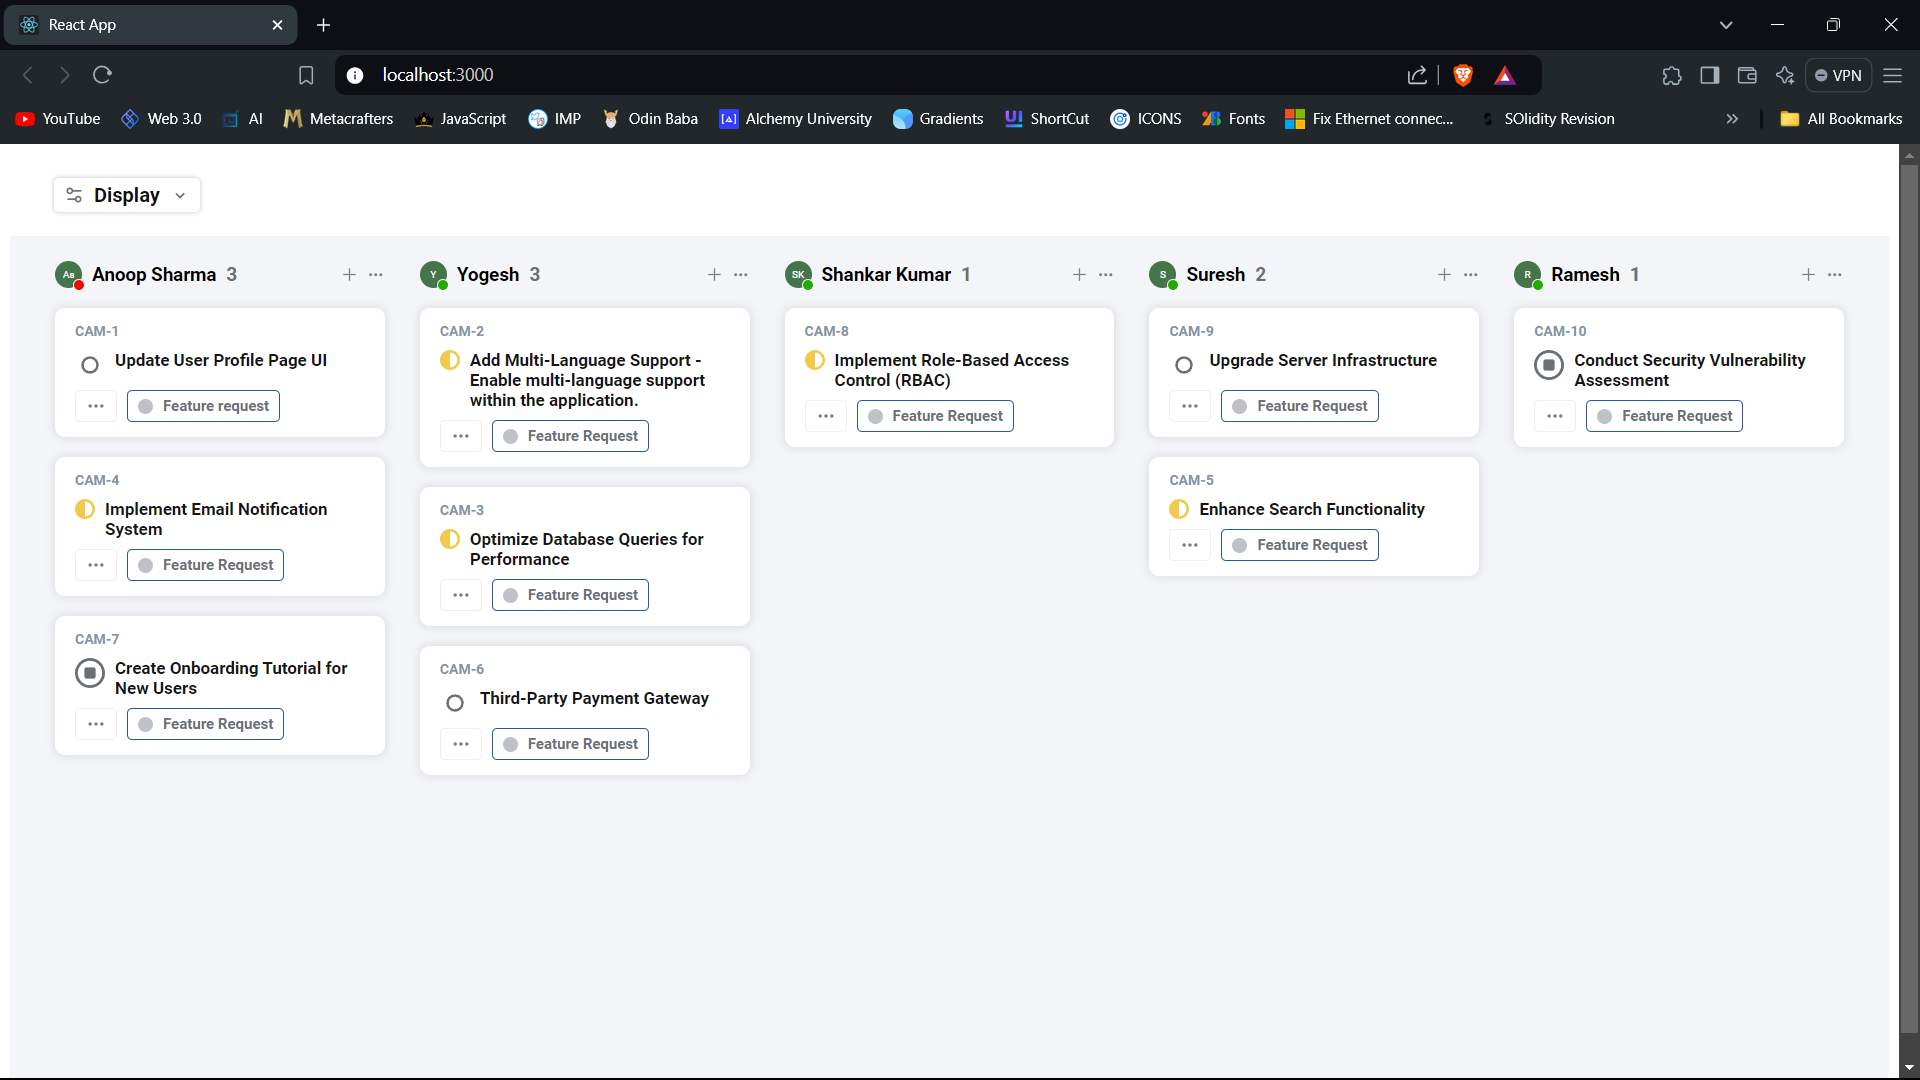 React App
localhost:3000
VPN
YouTube
Web 3.0
AI
Metacrafters
JavaScript
IMP
Odin Baba
Alchemy University
Gradients
UI ShortCut
ICONS
Fonts
Fix Ethernet connec...
SOlidity Revision
All Bookmarks
Display
Anoop Sharma 3
CAM-1
Update User Profile Page UI
Feature request
CAM-4
Implement Email Notification
System
Feature Request
CAM-7
Create Onboarding Tutorial for
New Users
Feature Request
Y Yogesh 3
CAM-2
Add Multi-Language Support -
Enable multi-language support
within the application.
Feature Request
CAM-3
Optimize Database Queries for
Performance
Feature Request
CAM-6
Third-Party Payment Gateway
Feature Request
SK Shankar Kumar 1
CAM-8
Implement Role-Based Access
Control (RBAC)
Feature Request
S Suresh 2
CAM-9
Upgrade Server Infrastructure
Feature Request
CAM-5
Enhance Search Functionality
Feature Request
R Ramesh 1
CAM-10
Conduct Security Vulnerability
Assessment
Feature Request